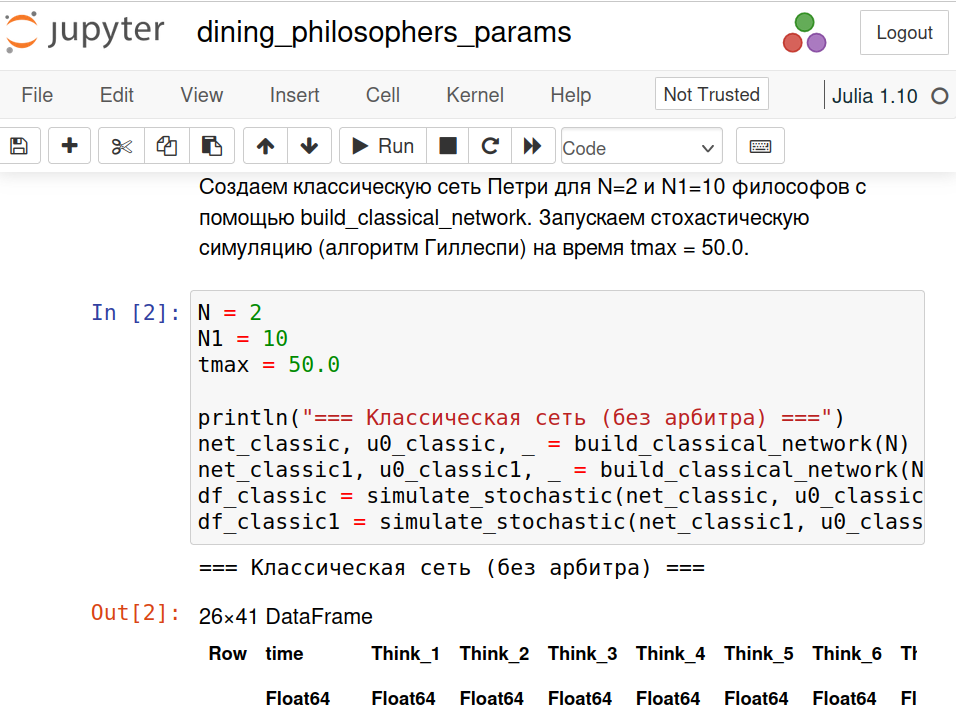 jupyter dining_philosophers_params Logout
File Edit View Insert Cell Kernel Help Not Trusted Julia 1.10
Run Code
Создаем классическую сеть Петри для N=2 и N1=10 философов с
помощью build_classical_network. Запускаем стохастическую
симуляцию (алгоритм Гиллеспи) на время tmax = 50.0.
In [2]: N = 2
N1 = 10
tmax = 50.0
println("=== Классическая сеть (без арбитра) ===")
net_classic, u0_classic, _ = build_classical_network(N)
net_classic1, u0_classic1, _ = build_classical_network(N
df_classic = simulate_stochastic(net_classic, u0_classic
df_classic1 = simulate_stochastic(net_classic1, u0_class
=== Классическая сеть (без арбитра) ===
Out[2]: 26×41 DataFrame
Row time Think_1 Think_2 Think_3 Think_4 Think_5 Think_6
Float64 Float64 Float64 Float64 Float64 Float64 Float64 Fl